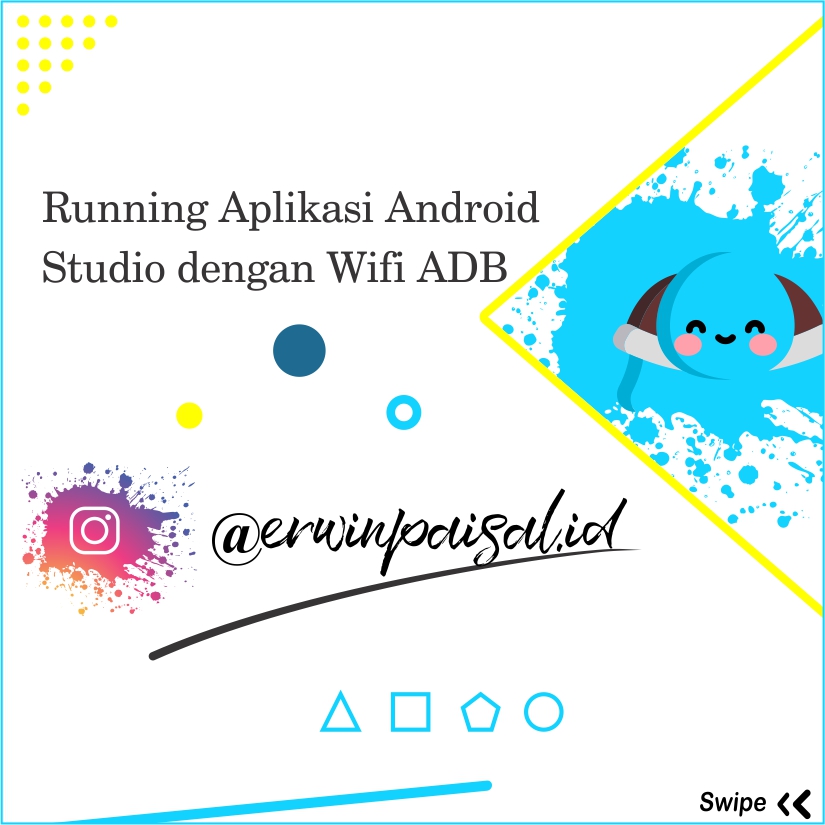 Running Aplikasi Android
Studio dengan Wifi ADB
@erwinpaisal.id
Swipe